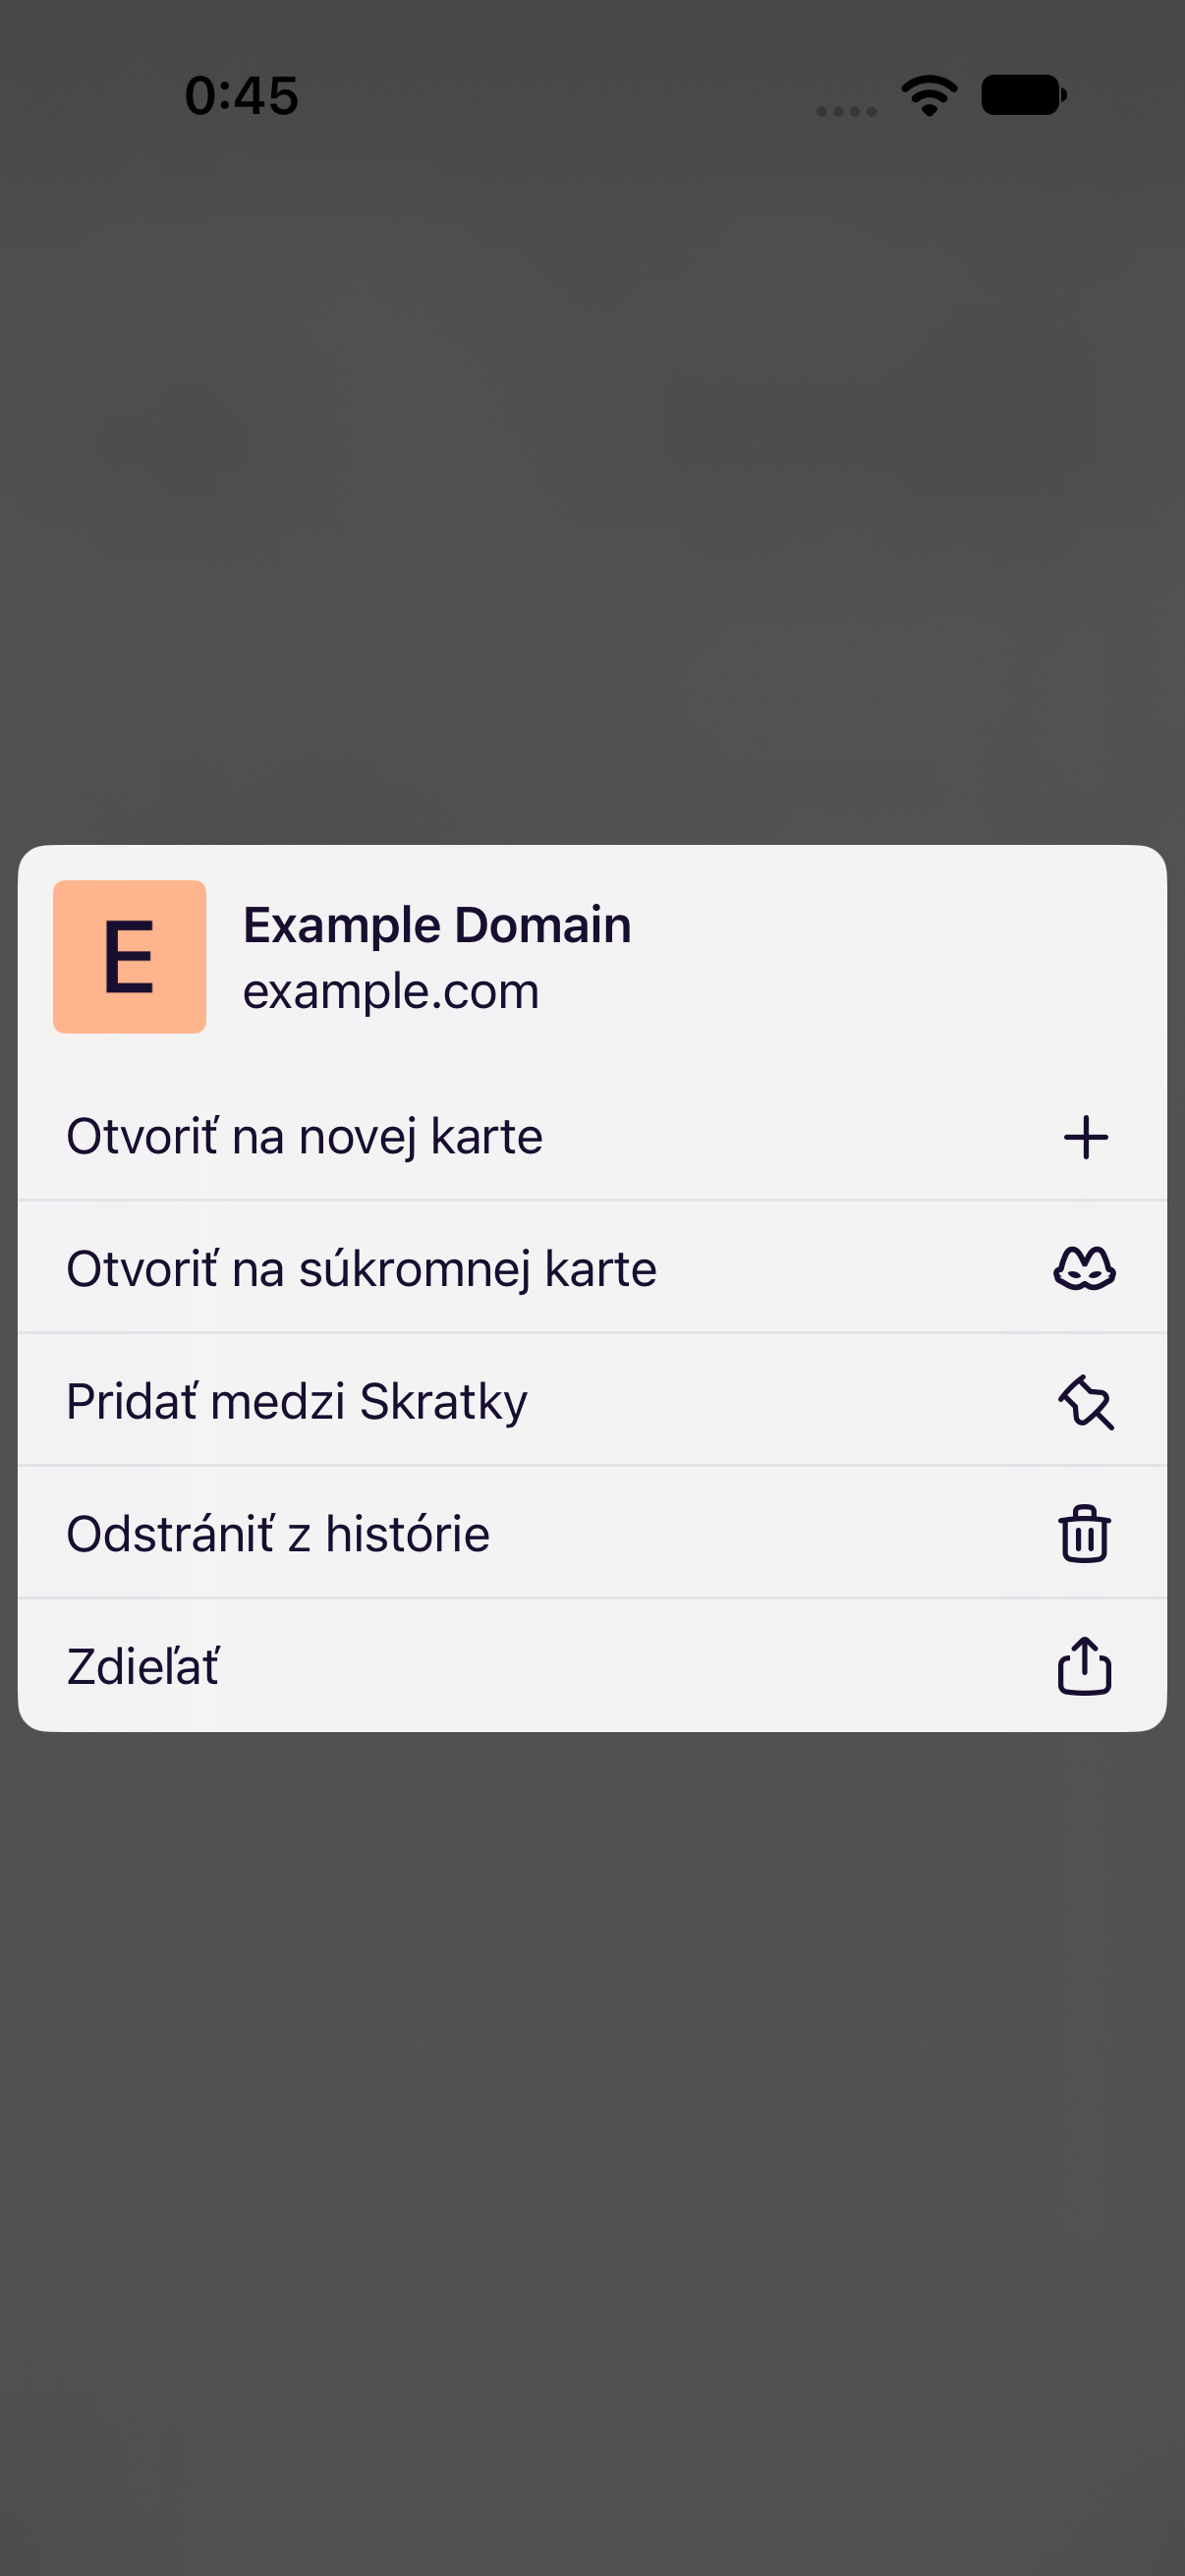 0:45
E
Example Domain
example.com
Otvoriť na novej karte
Otvoriť na súkromnej karte
Pridať medzi Skratky
Odstrániť z histórie
Zdieľať